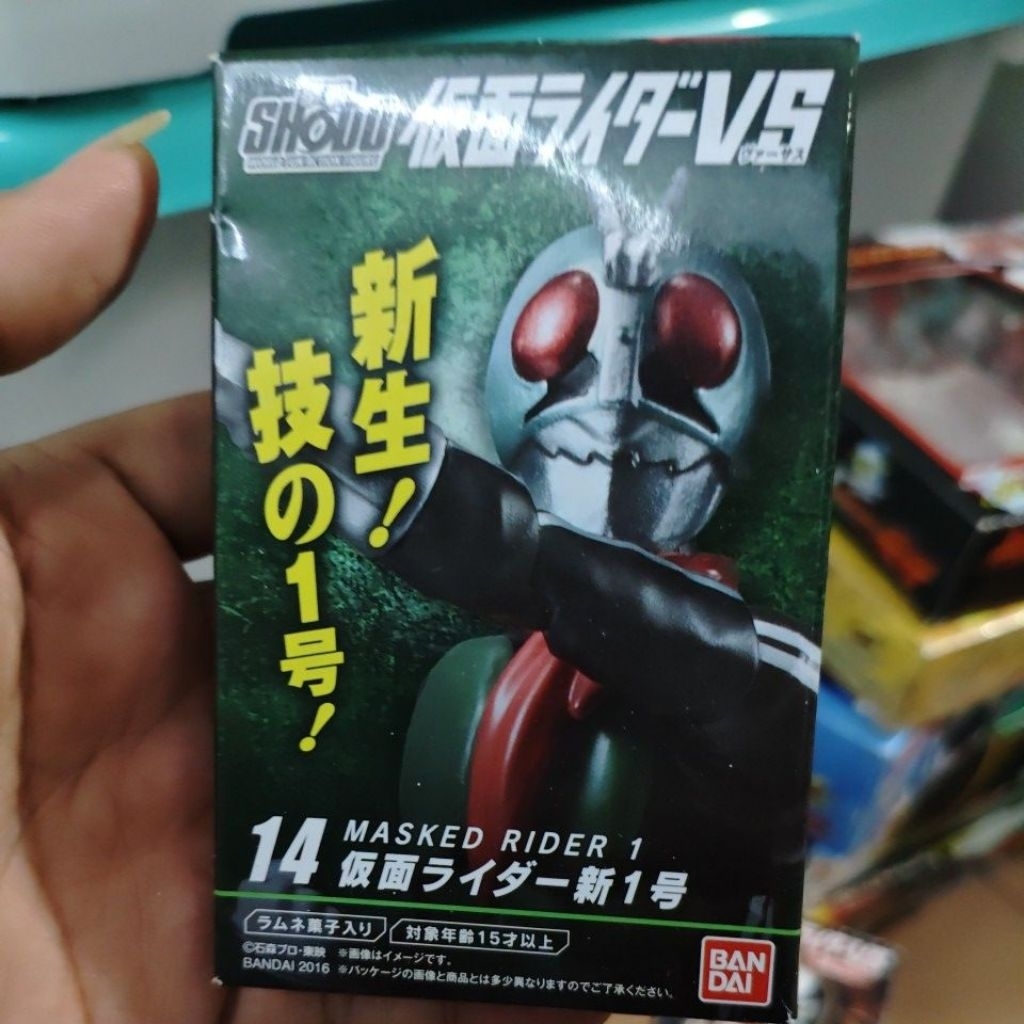 SHODO 仮面ライダーVS
ヴァーサス
新生!
技の1号!
14 MASKED RIDER 1
仮面ライダー新1号
ラムネ菓子入り 対象年齢15才以上
©石森プロ・東映 ※画像はイメージです。
BANDAI 2016 ※パッケージの画像と商品とは多少異なりますのでご了承ください。
BAN
DAI